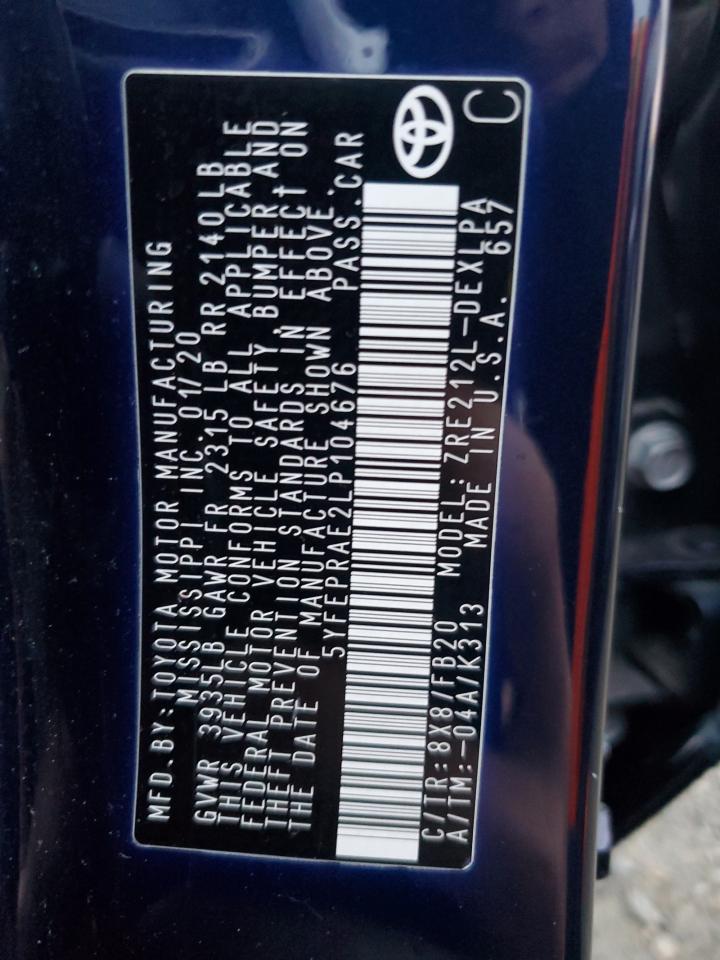 MFD.BY:TOYOTA MOTOR MANUFACTURING
MISSISSIPPI INC. 01/20
GVWR 3935LB GAWR FR 2315 LB RR 2140LB
THIS VEHICLE CONFORMS TO ALL APPLICABLE
FEDERAL MOTOR VEHICLE SAFETY, BUMPER, AND
THEFT PREVENTION STANDARDS IN EFFECT ON
THE DATE OF MANUFACTURE SHOWN ABOVE.
5YFEPRAE2LP104676 PASS.CAR
C/TR:8X8/FB20 MODEL:ZRE212L-DEXLPA
A/TM:-04A/K313 MADE IN U.S.A. 657
C